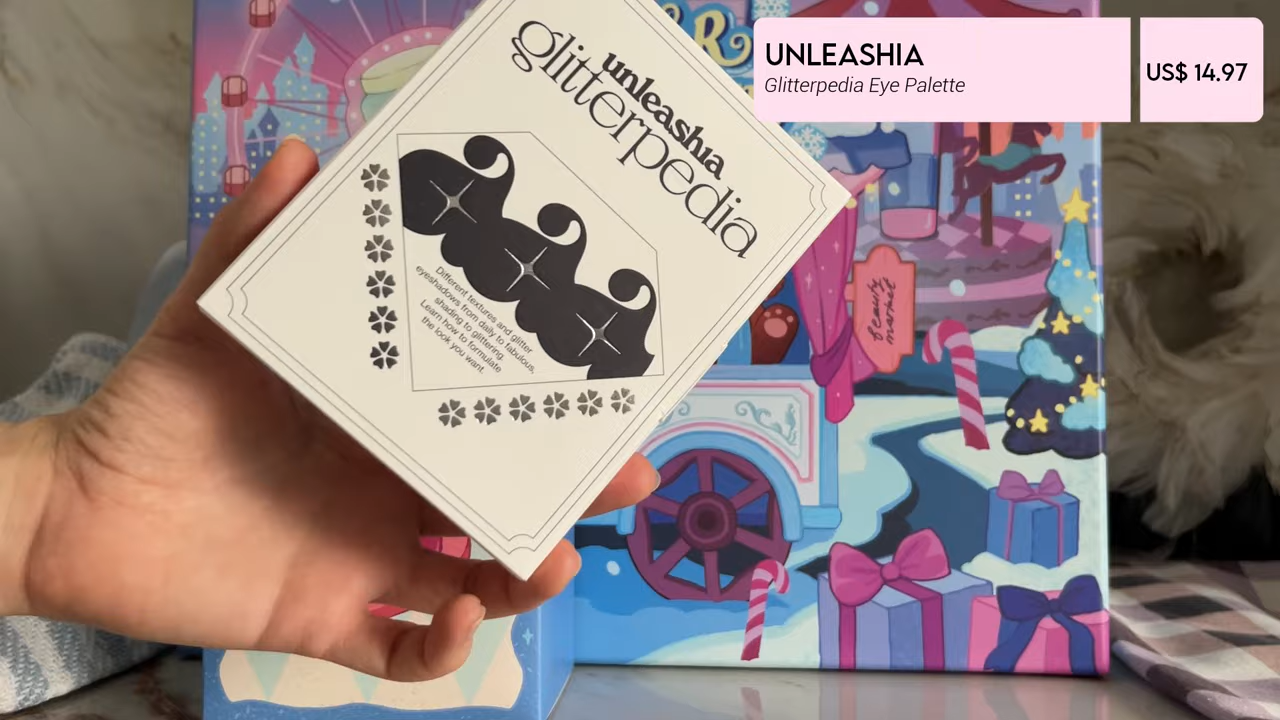 UNLEASHIA
Glitterpedia Eye Palette
US$ 14.97
unleashia
glitterpedia
Different textures and glitter
eyeshadows from daily to fabulous,
shading to glittering.
Learn how to formulate
the look you want.
Beauty
market